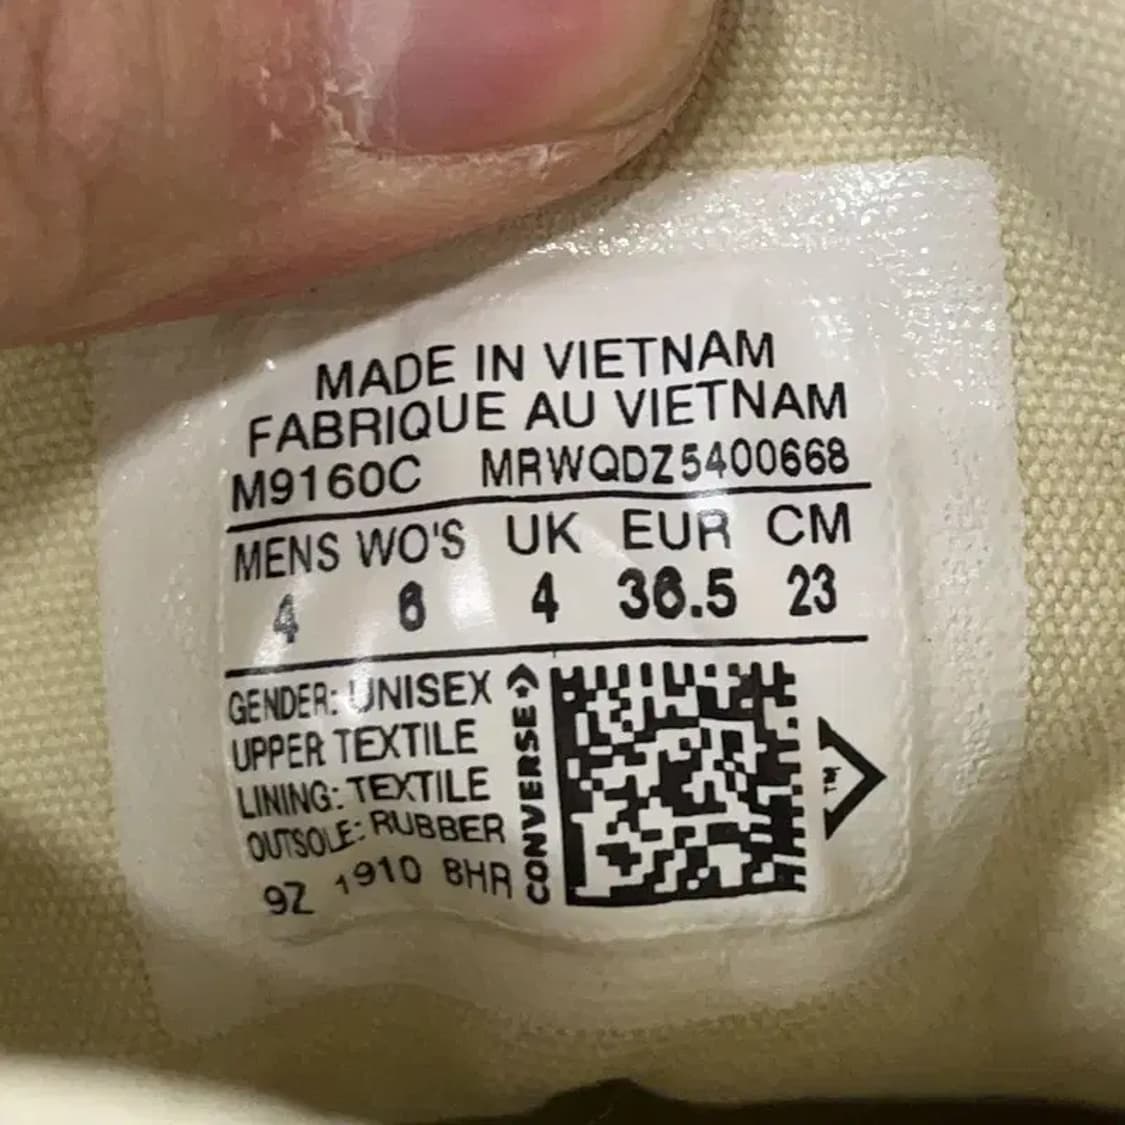 MADE IN VIETNAM
FABRIQUE AU VIETNAM
M9160C MRWQDZ5400668
MENS WO'S UK EUR CM
4 6 4 36.5 23
GENDER: UNISEX
UPPER TEXTILE
LINING: TEXTILE
OUTSOLE: RUBBER
9Z 1910 BHR
CONVERSE
TM